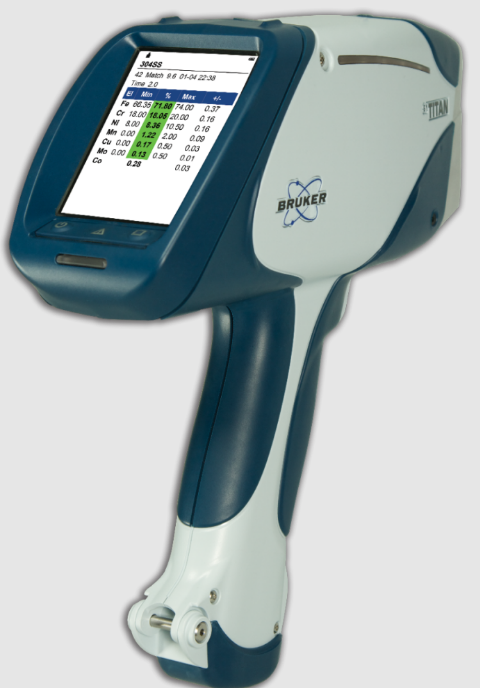 304SS
42 Match 9.6 01-04 22:38
Time 2.0
El Min % Max +/-
Fe 66.35 71.80 74.00 0.37
Cr 18.00 18.06 20.00 0.16
Ni 8.00 8.36 10.50 0.16
Mn 0.00 1.22 2.00 0.09
Cu 0.00 0.17 0.50 0.03
Mo 0.00 0.13 0.50 0.01
Co 0.28 0.03
BRUKER
TITAN